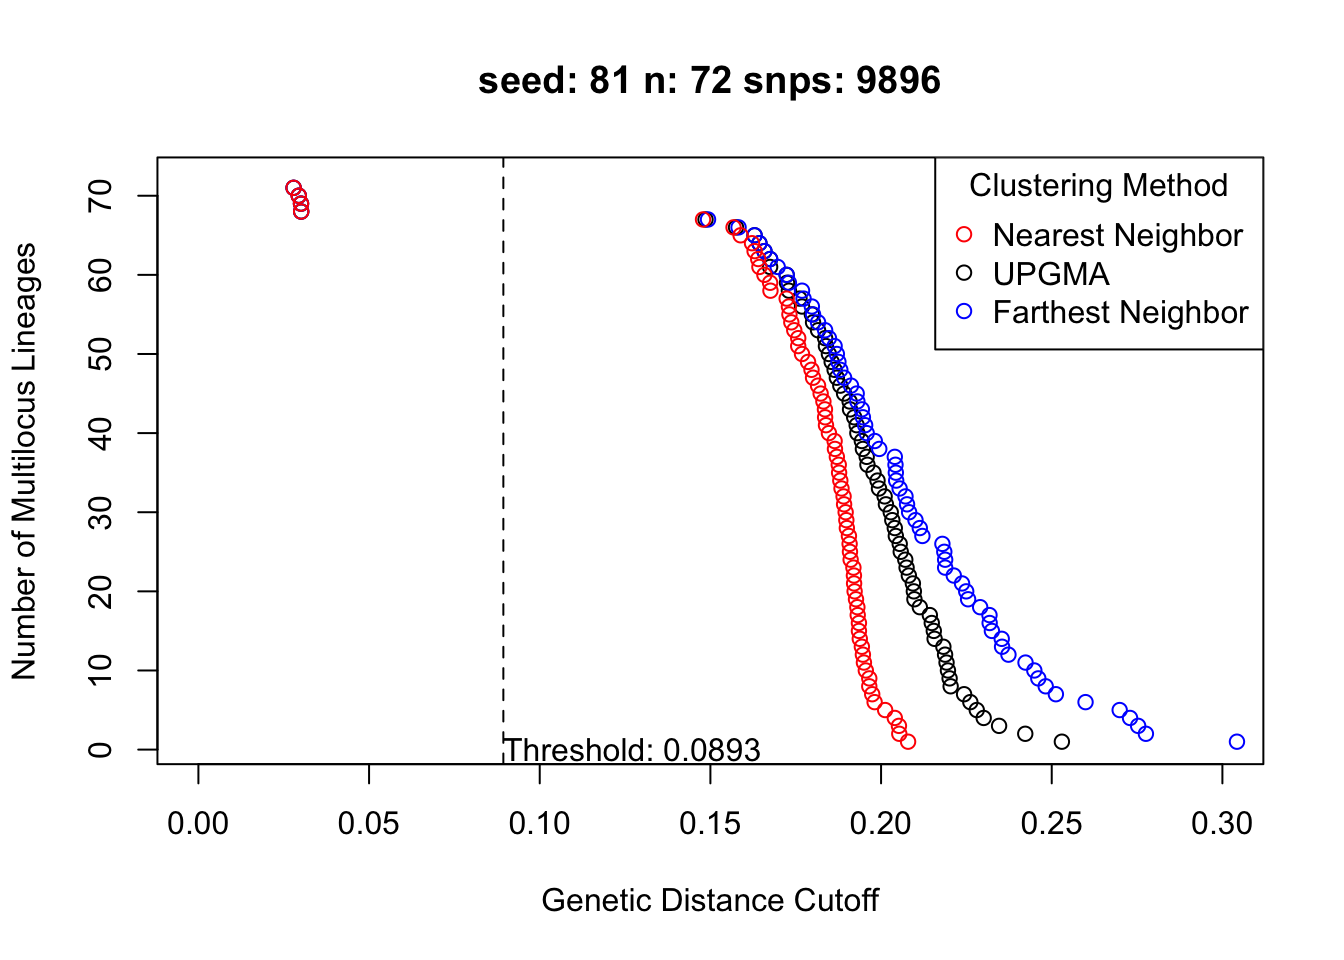 seed: 81 n: 72 snps: 9896
Clustering Method
Nearest Neighbor
UPGMA
Farthest Neighbor
Number of Multilocus Lineages
70
60
50
40
30
20
10
0
Threshold: 0.0893
0.00 0.05 0.10 0.15 0.20 0.25 0.30
Genetic Distance Cutoff